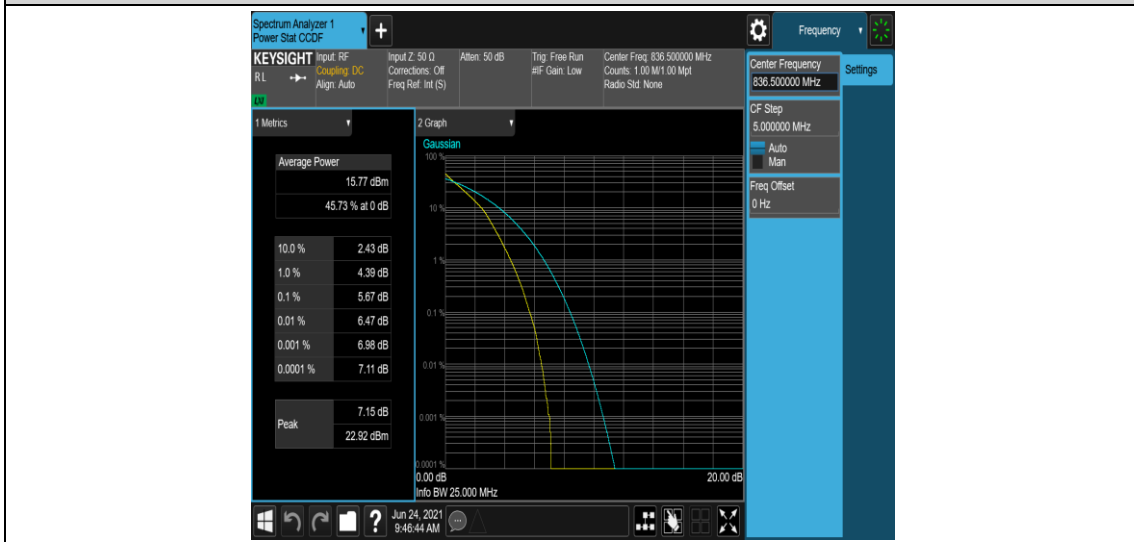 Spectrum Analyzer 1
Power Stat CCDF
+
Frequency
KEYSIGHT
RL
LXI
Input: RF
Coupling: DC
Align: Auto
Input Z: 50 Ω
Corrections: Off
Freq Ref: Int (S)
Atten: 50 dB
Trig: Free Run
#IF Gain: Low
Center Freq: 836.500000 MHz
Counts: 1.00 M/1.00 Mpt
Radio Std: None
Center Frequency
836.500000 MHz
Settings
CF Step
5.000000 MHz
Auto
Man
Freq Offset
0 Hz
1 Metrics
Average Power
15.77 dBm
45.73 % at 0 dB
10.0 % 2.43 dB
1.0 % 4.39 dB
0.1 % 5.67 dB
0.01 % 6.47 dB
0.001 % 6.98 dB
0.0001 % 7.11 dB
Peak
7.15 dB
22.92 dBm
2 Graph
Gaussian
100 %
10 %
1 %
0.1 %
0.01 %
0.001 %
0.0001 %
0.00 dB 20.00 dB
Info BW 25.000 MHz
?
Jun 24, 2021
9:46:44 AM